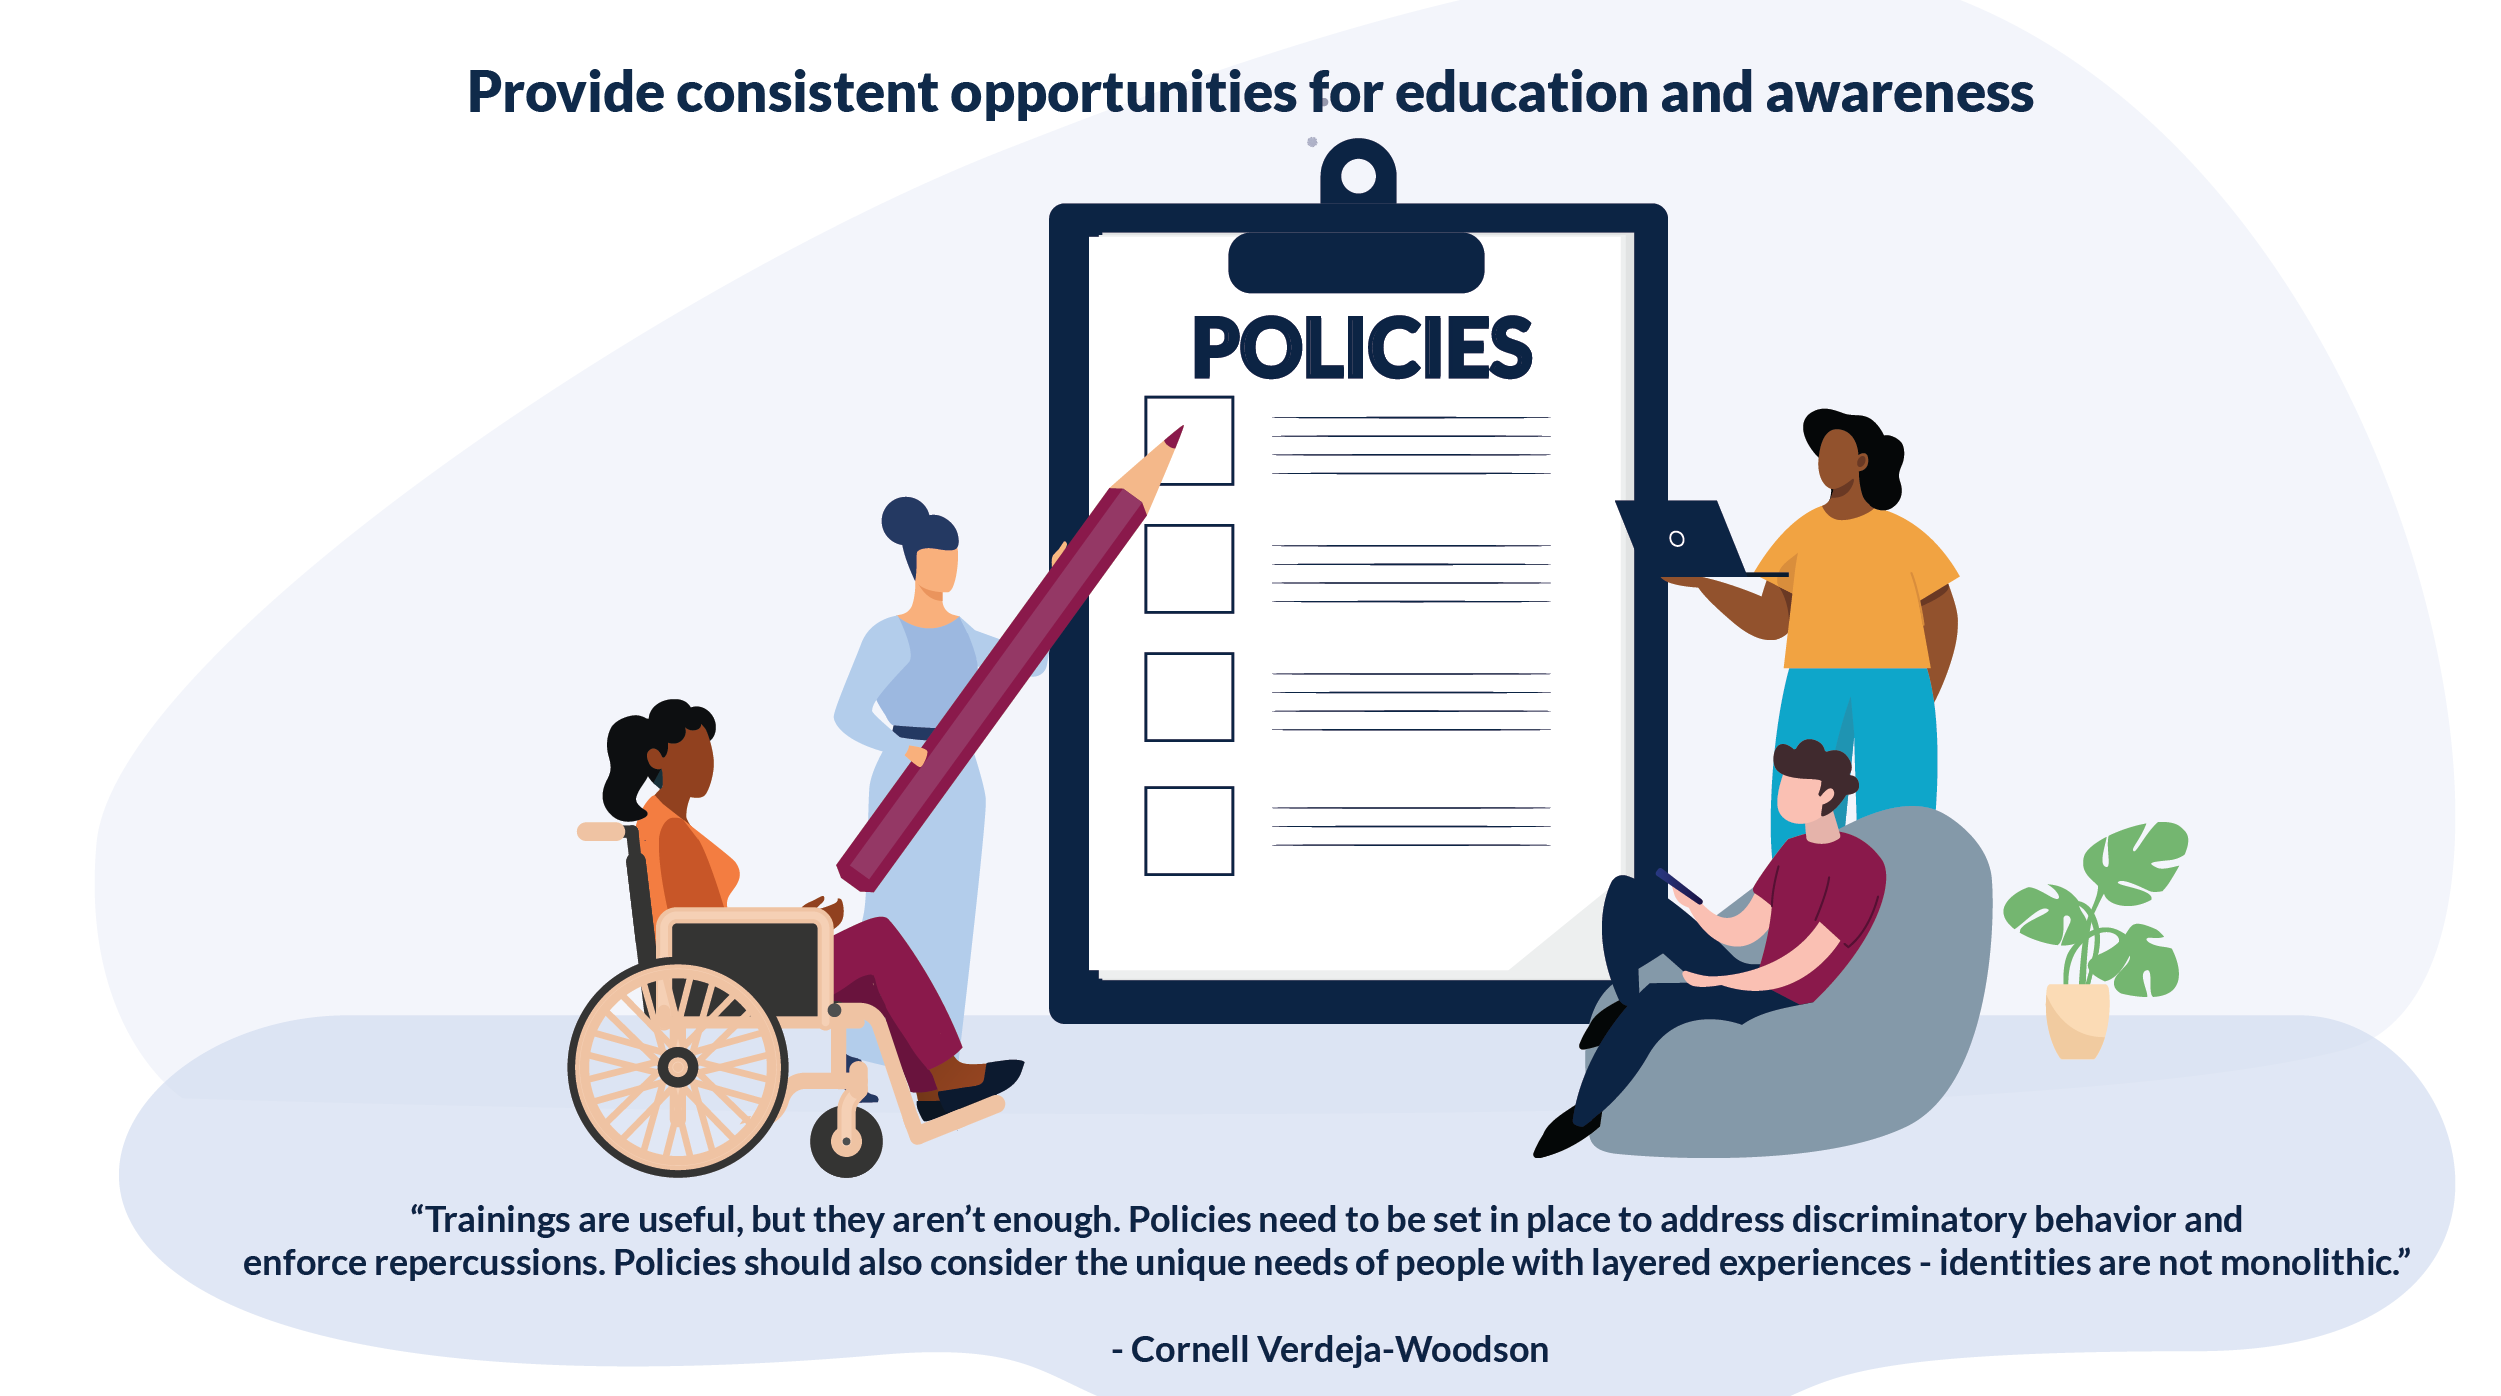 Provide consistent opportunities for education and awareness
POLICIES
“Trainings are useful, but they aren’t enough. Policies need to be set in place to address discriminatory behavior and
enforce repercussions. Policies should also consider the unique needs of people with layered experiences - identities are not monolithic.”
- Cornell Verdeja-Woodson